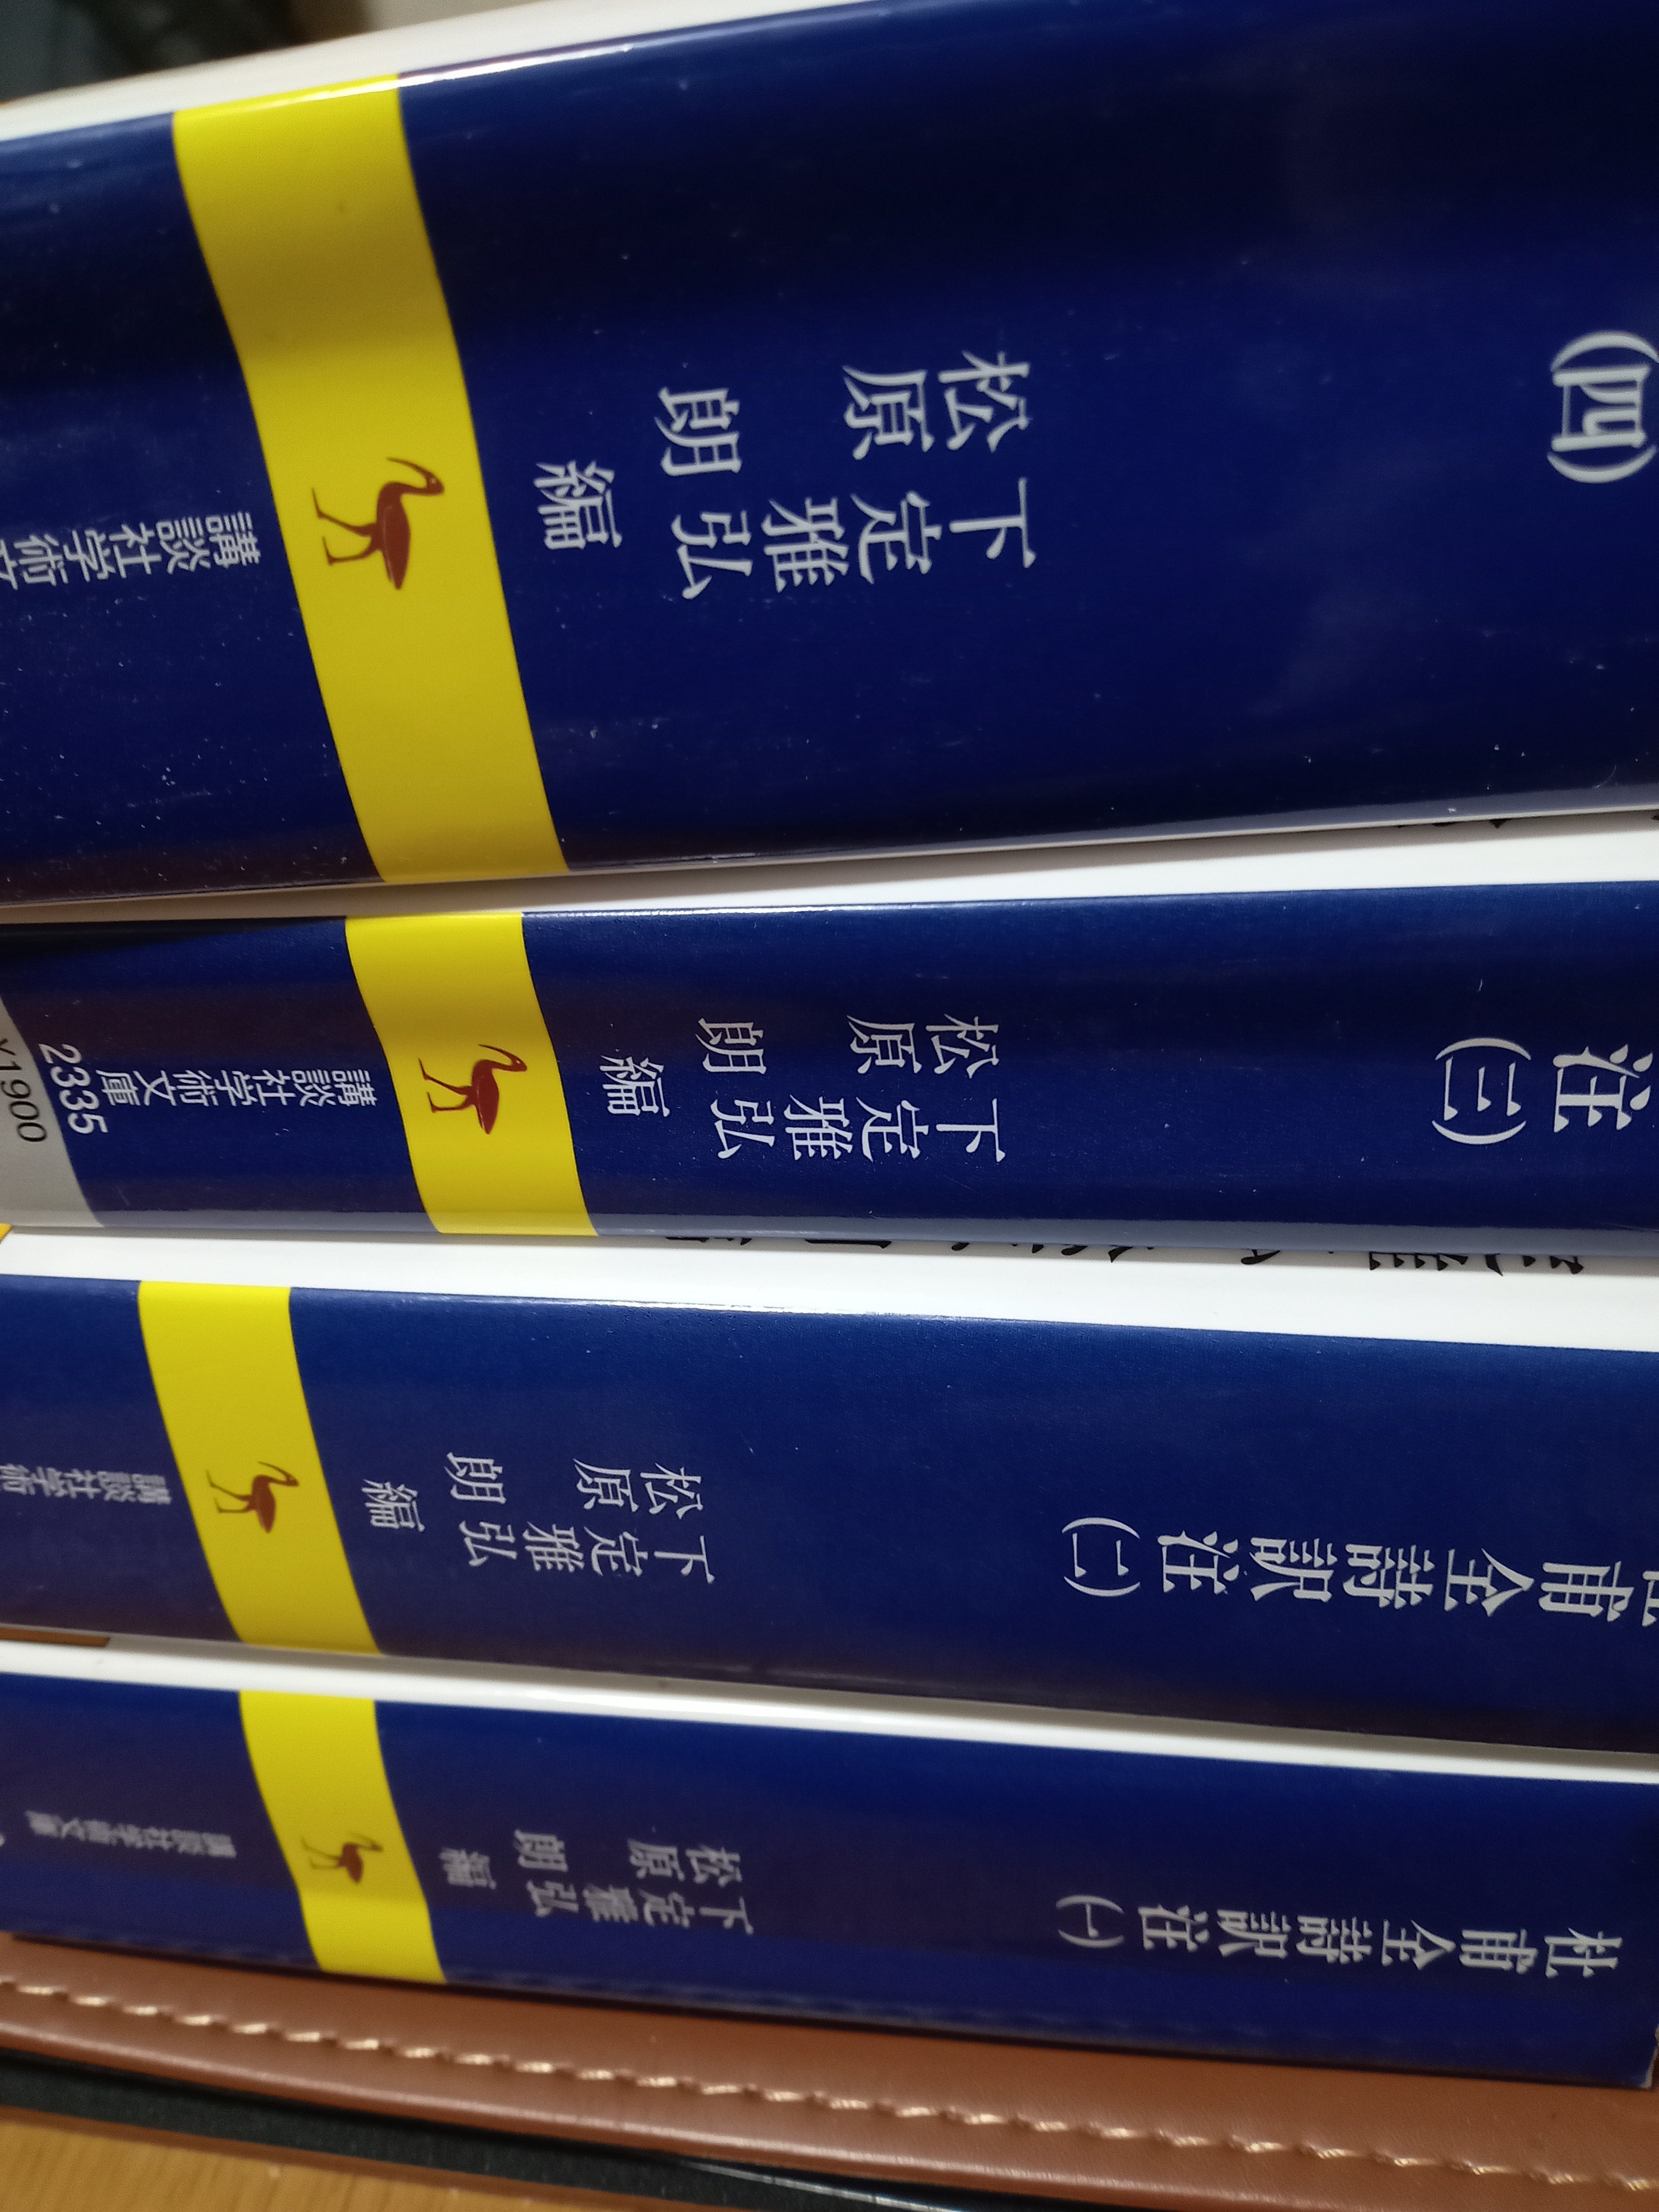 (四)
下定雅弘
松原 朗 編
講談社学術文
注(三)
下定雅弘
松原 朗 編
講談社学術文庫
2335
¥1900
甫全詩訳注(二)
下定雅弘
松原 朗 編
講談社学術
杜甫全詩訳注(一)
下定雅弘
松原 朗 編
講談社学術文庫